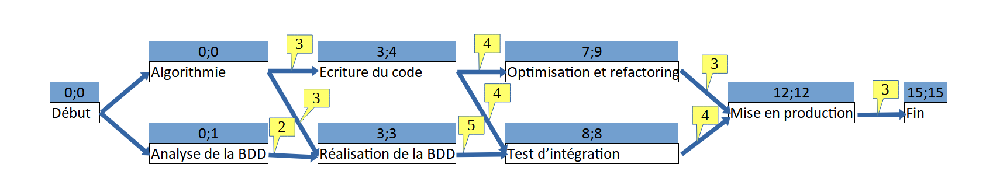 0;0
Début
0;0
Algorithmie
0;1
Analyse de la BDD
3
3
2
3;4
Ecriture du code
3;3
Réalisation de la BDD
4
4
5
7;9
Optimisation et refactoring
8;8
Test d’intégration
3
4
12;12
Mise en production
3
15;15
Fin